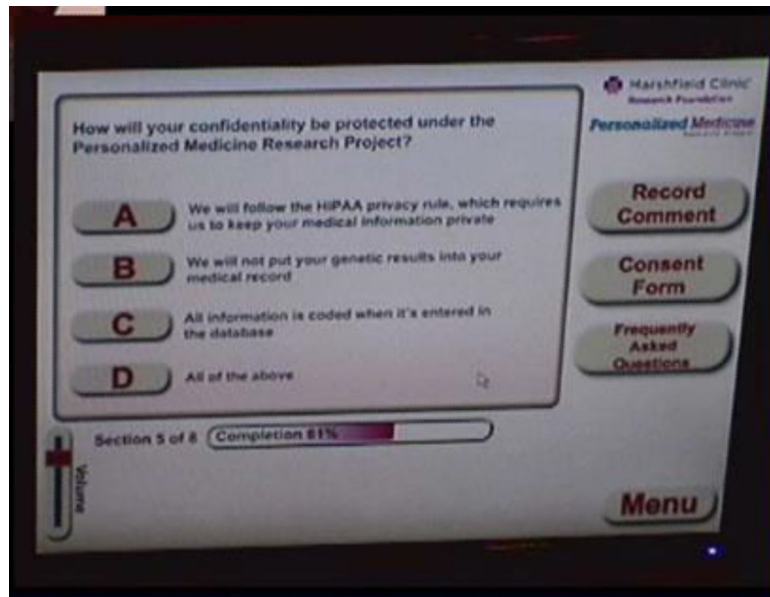 Marshfield Clinic
Research Foundation
Personalized Medicine
How will your confidentiality be protected under the
Personalized Medicine Research Project?
A
We will follow the HIPAA privacy rule, which requires
us to keep your medical information private
B
We will not put your genetic results into your
medical record
C
All information is coded when it's entered in
the database
D
All of the above
Record
Comment
Consent
Form
Frequently
Asked
Questions
Section 5 of 8
Completion 61%
Volume
Menu